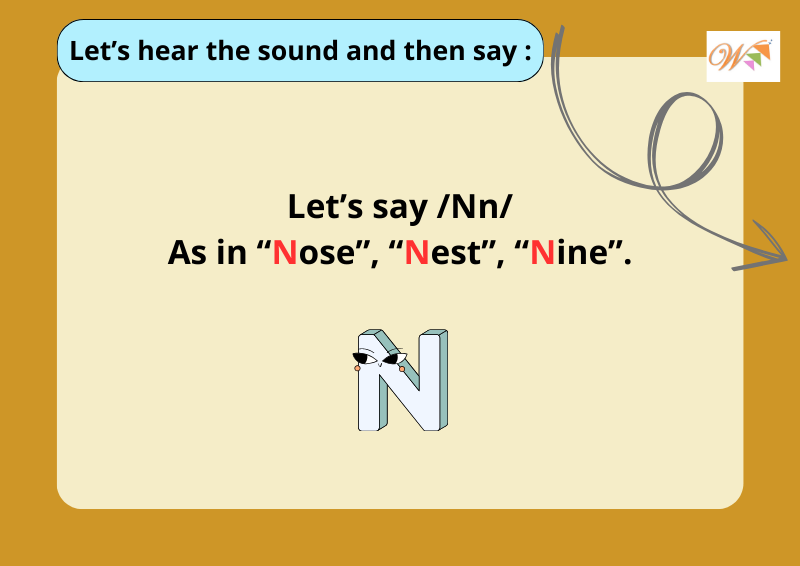 Let’s hear the sound and then say :
W
Let’s say /Nn/
As in “Nose”, “Nest”, “Nine”.
N